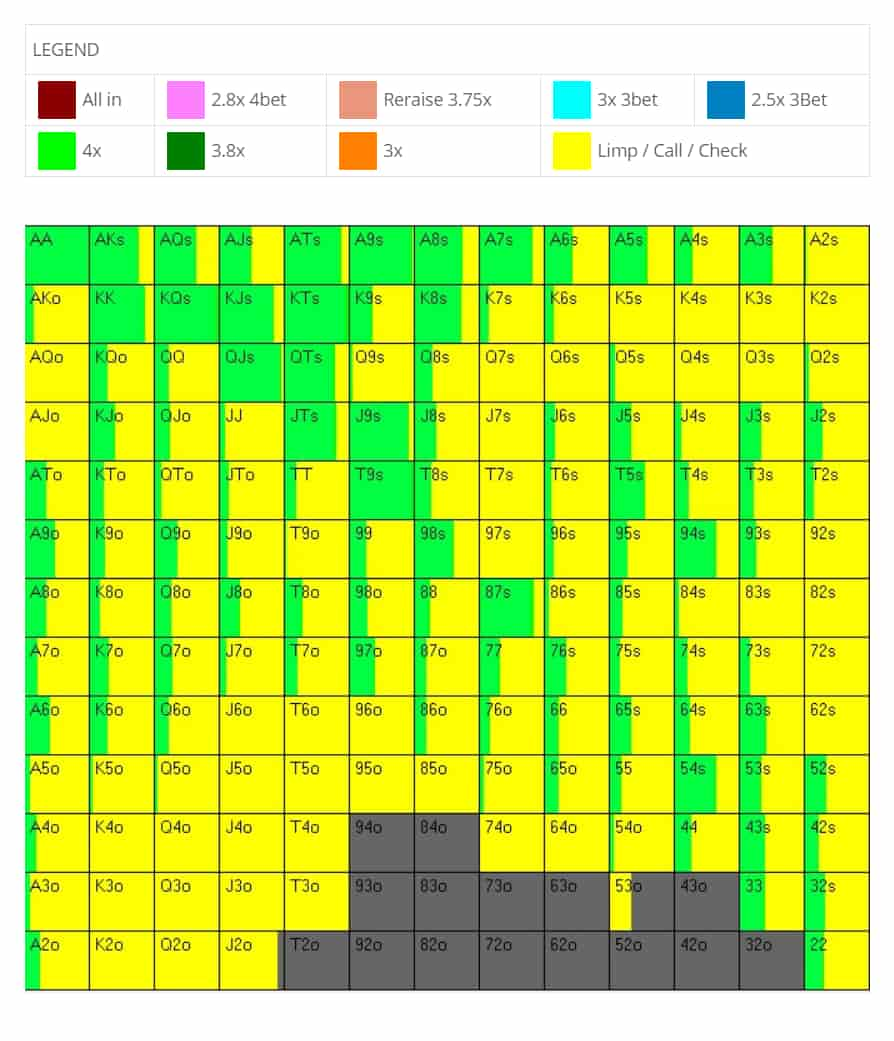 LEGEND
All in 2.8x 4bet Reraise 3.75x 3x 3bet 2.5x 3Bet
4x 3.8x 3x Limp / Call / Check
AA AKs AQs AJs ATs A9s A8s A7s A6s A5s A4s A3s A2s
AKo KK KQs KJs KTs K9s K8s K7s K6s K5s K4s K3s K2s
AQo KQo QQ QJs QTs Q9s Q8s Q7s Q6s Q5s Q4s Q3s Q2s
AJo KJo QJo JJ JTs J9s J8s J7s J6s J5s J4s J3s J2s
ATo KTo QTo JTo TT T9s T8s T7s T6s T5s T4s T3s T2s
A9o K9o Q9o J9o T9o 99 98s 97s 96s 95s 94s 93s 92s
A8o K8o Q8o J8o T8o 98o 88 87s 86s 85s 84s 83s 82s
A7o K7o Q7o J7o T7o 97o 87o 77 76s 75s 74s 73s 72s
A6o K6o Q6o J6o T6o 96o 86o 76o 66 65s 64s 63s 62s
A5o K5o Q5o J5o T5o 95o 85o 75o 65o 55 54s 53s 52s
A4o K4o Q4o J4o T4o 94o 84o 74o 64o 54o 44 43s 42s
A3o K3o Q3o J3o T3o 93o 83o 73o 63o 53o 43o 33 32s
A2o K2o Q2o J2o T2o 92o 82o 72o 62o 52o 42o 32o 22